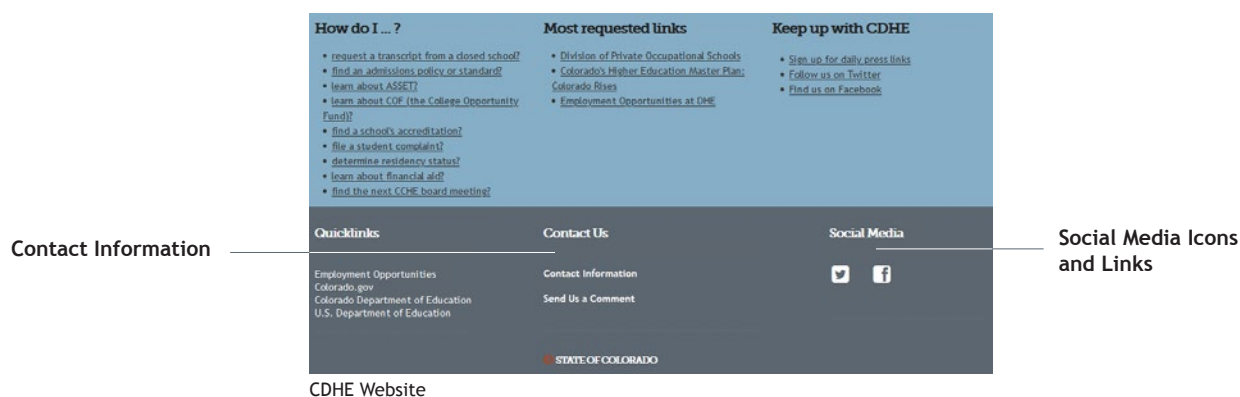 How do I ... ?
• request a transcript from a closed school?
• find an admissions policy or standard?
• learn about ASSET?
• learn about COF (the College Opportunity
Fund)?
• find a school's accreditation?
• file a student complaint?
• determine residency status?
• learn about financial aid?
• find the next CCHE board meeting?
Most requested links
• Division of Private Occupational Schools
• Colorado's Higher Education Master Plan:
Colorado Rises
• Employment Opportunities at DHE
Keep up with CDHE
• Sign up for daily press links
• Follow us on Twitter
• Find us on Facebook
Contact Information
Quicklinks
Employment Opportunities
Colorado.gov
Colorado Department of Education
U.S. Department of Education
Contact Us
Contact Information
Send Us a Comment
Social Media
Social Media Icons
and Links
STATE OF COLORADO
CDHE Website